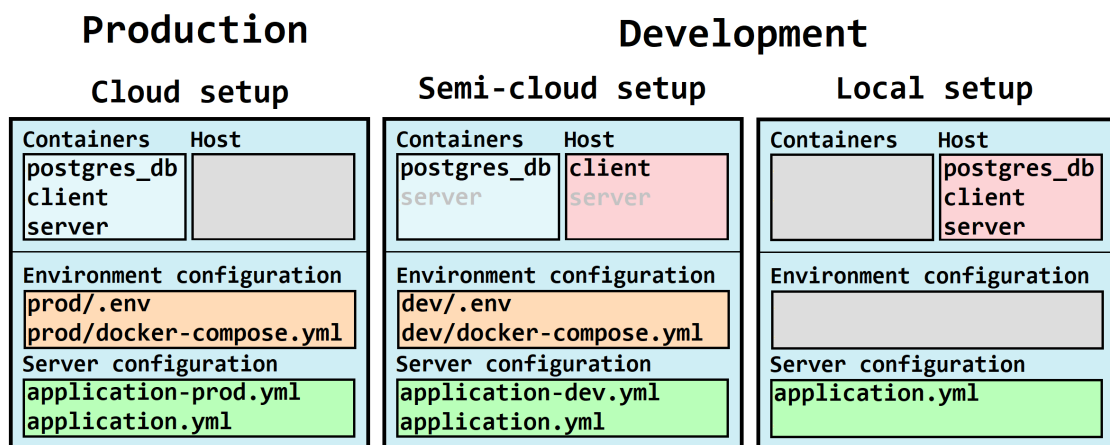 Production
Development
Cloud setup
Semi-cloud setup
Local setup
Containers
Host
postgres_db
client
server
Environment configuration
prod/.env
prod/docker-compose.yml
Server configuration
application-prod.yml
application.yml
Containers
Host
postgres_db
server
client
server
Environment configuration
dev/.env
dev/docker-compose.yml
Server configuration
application-dev.yml
application.yml
Containers
Host
postgres_db
client
server
Environment configuration
Server configuration
application.yml